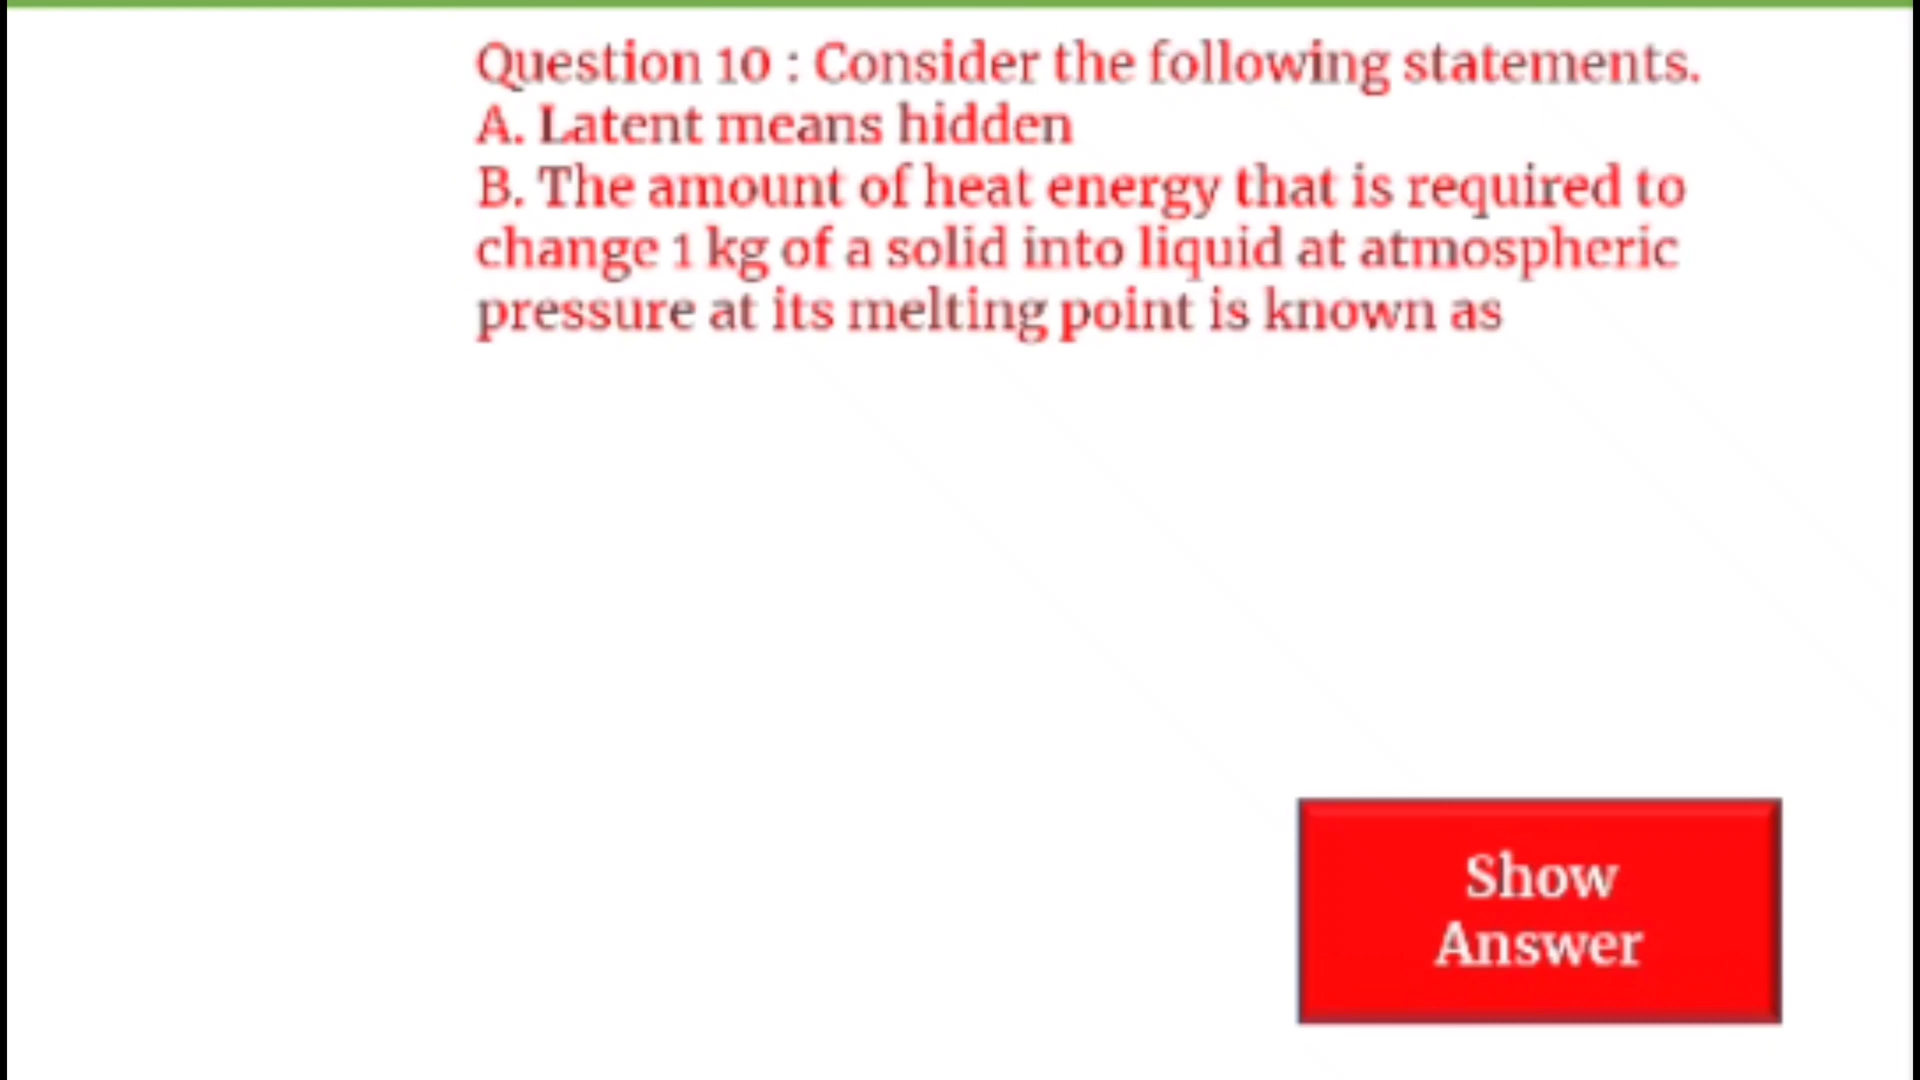 Question 10 : Consider the following statements.
A. Latent means hidden
B. The amount of heat energy that is required to
change 1 kg of a solid into liquid at atmospheric
pressure at its melting point is known as
Show
Answer